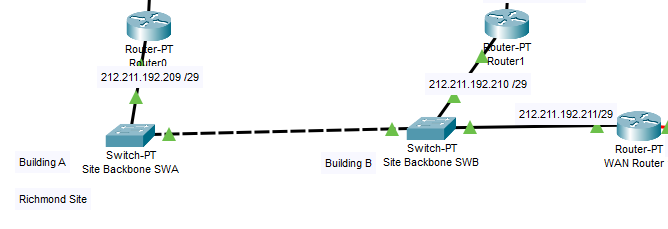 Router-PT
Router0
212.211.192.209 /29
Router-PT
Router1
212.211.192.210 /29
212.211.192.211/29
Switch-PT
Site Backbone SWA
Switch-PT
Site Backbone SWB
Router-PT
WAN Router
Building A
Building B
Richmond Site